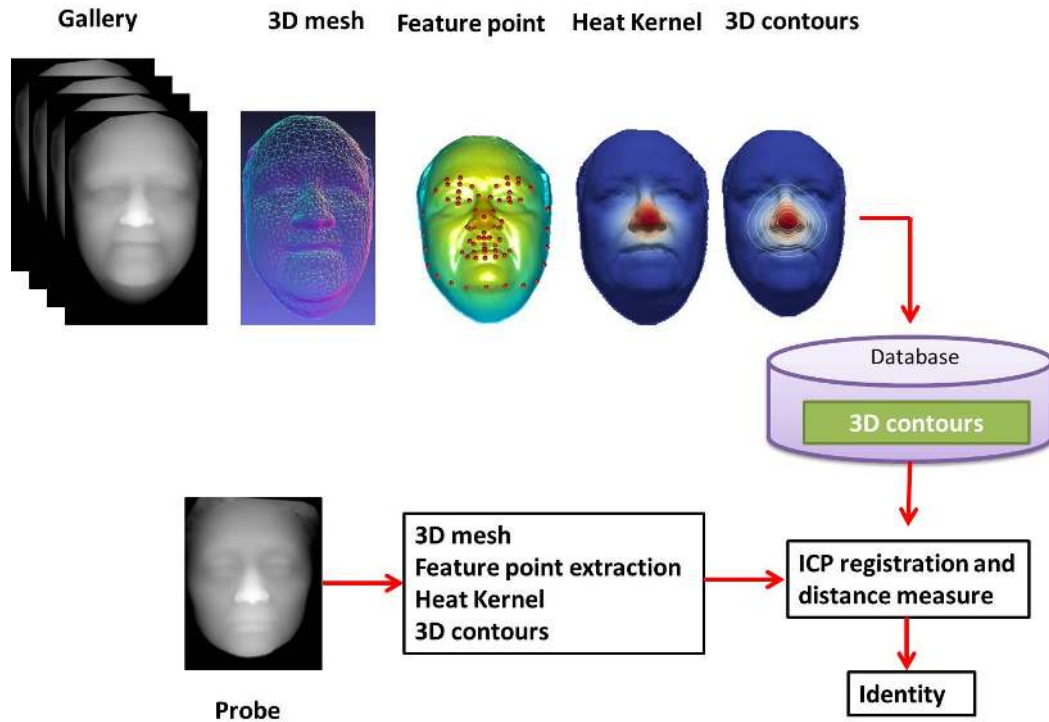 Gallery
3D mesh
Feature point
Heat Kernel
3D contours
Database
3D contours
3D mesh
Feature point extraction
Heat Kernel
3D contours
ICP registration and
distance measure
Identity
Probe